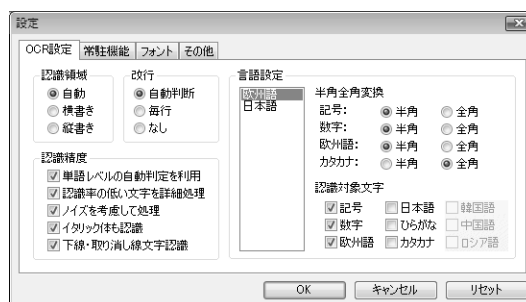 設定
OCR設定 常駐機能 フォント その他
認識領域
自動
横書き
縦書き
改行
自動判断
毎行
なし
認識精度
単語レベルの自動判定を利用
認識率の低い文字を詳細処理
ノイズを考慮して処理
イタリック体も認識
下線・取り消し線文字認識
言語設定
欧州語
日本語
半角全角変換
記号: 半角 全角
数字: 半角 全角
欧州語: 半角 全角
カタカナ: 半角 全角
認識対象文字
記号 日本語 韓国語
数字 ひらがな 中国語
欧州語 カタカナ ロシア語
OK キャンセル リセット